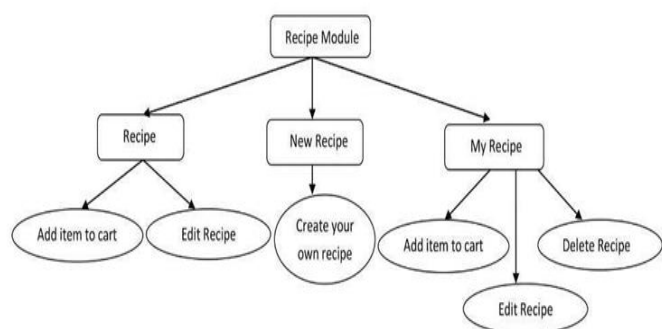 Recipe Module
Recipe
New Recipe
My Recipe
Add item to cart
Edit Recipe
Create your
own recipe
Add item to cart
Delete Recipe
Edit Recipe